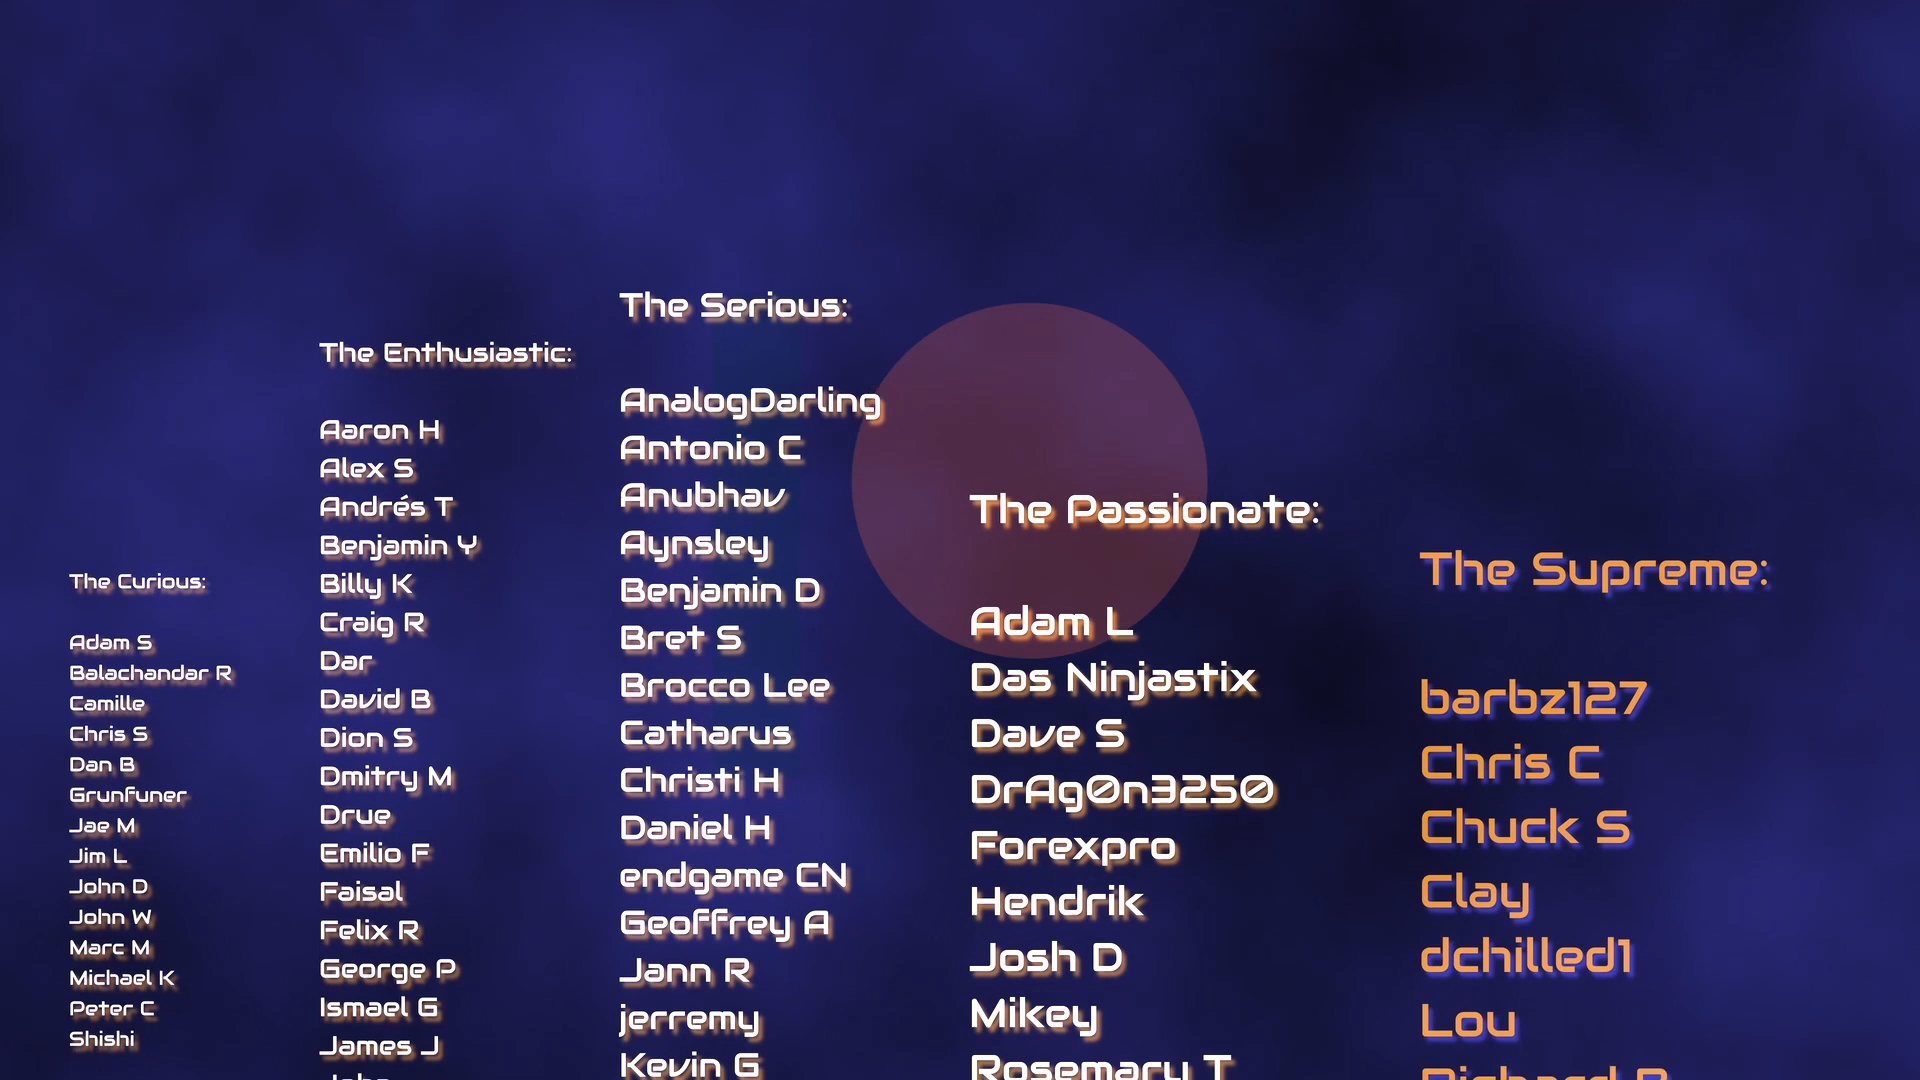 The Curious:
Adam S
Balachandar R
Camille
Chris S
Dan B
Grunfuner
Jae M
Jim L
John D
John W
Marc M
Michael K
Peter C
Shishi
The Enthusiastic:
Aaron H
Alex S
Andrés T
Benjamin Y
Billy K
Craig R
Dar
David B
Dion S
Dmitry M
Drue
Emilio F
Faisal
Felix R
George P
Ismael G
James J
The Serious:
AnalogDarling
Antonio C
Anubhav
Aynsley
Benjamin D
Bret S
Brocco Lee
Catharus
Christi H
Daniel H
endgame CN
Geoffrey A
Jann R
jerremy
Kevin G
The Passionate:
Adam L
Das Ninjastix
Dave S
DrAg0n3250
Forexpro
Hendrik
Josh D
Mikey
Rosemary T
The Supreme:
barbz127
Chris C
Chuck S
Clay
dchilled1
Lou